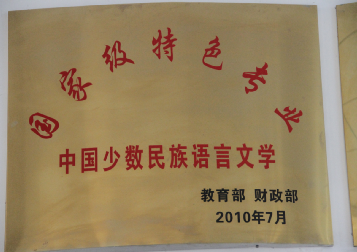 国家级特色专业
中国少数民族语言文学
教育部 财政部
2010年7月